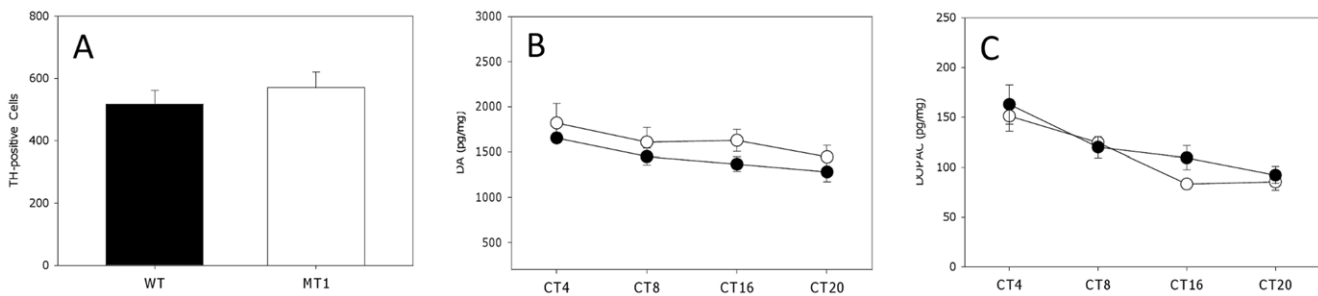 A
TH-positive Cells
800
600
400
200
0
WT MT1
B
DA (pg/mg)
3000
2500
2000
1500
1000
500
CT4 CT8 CT16 CT20
C
DOPAC (pg/mg)
250
200
150
100
50
0
CT4 CT8 CT16 CT20